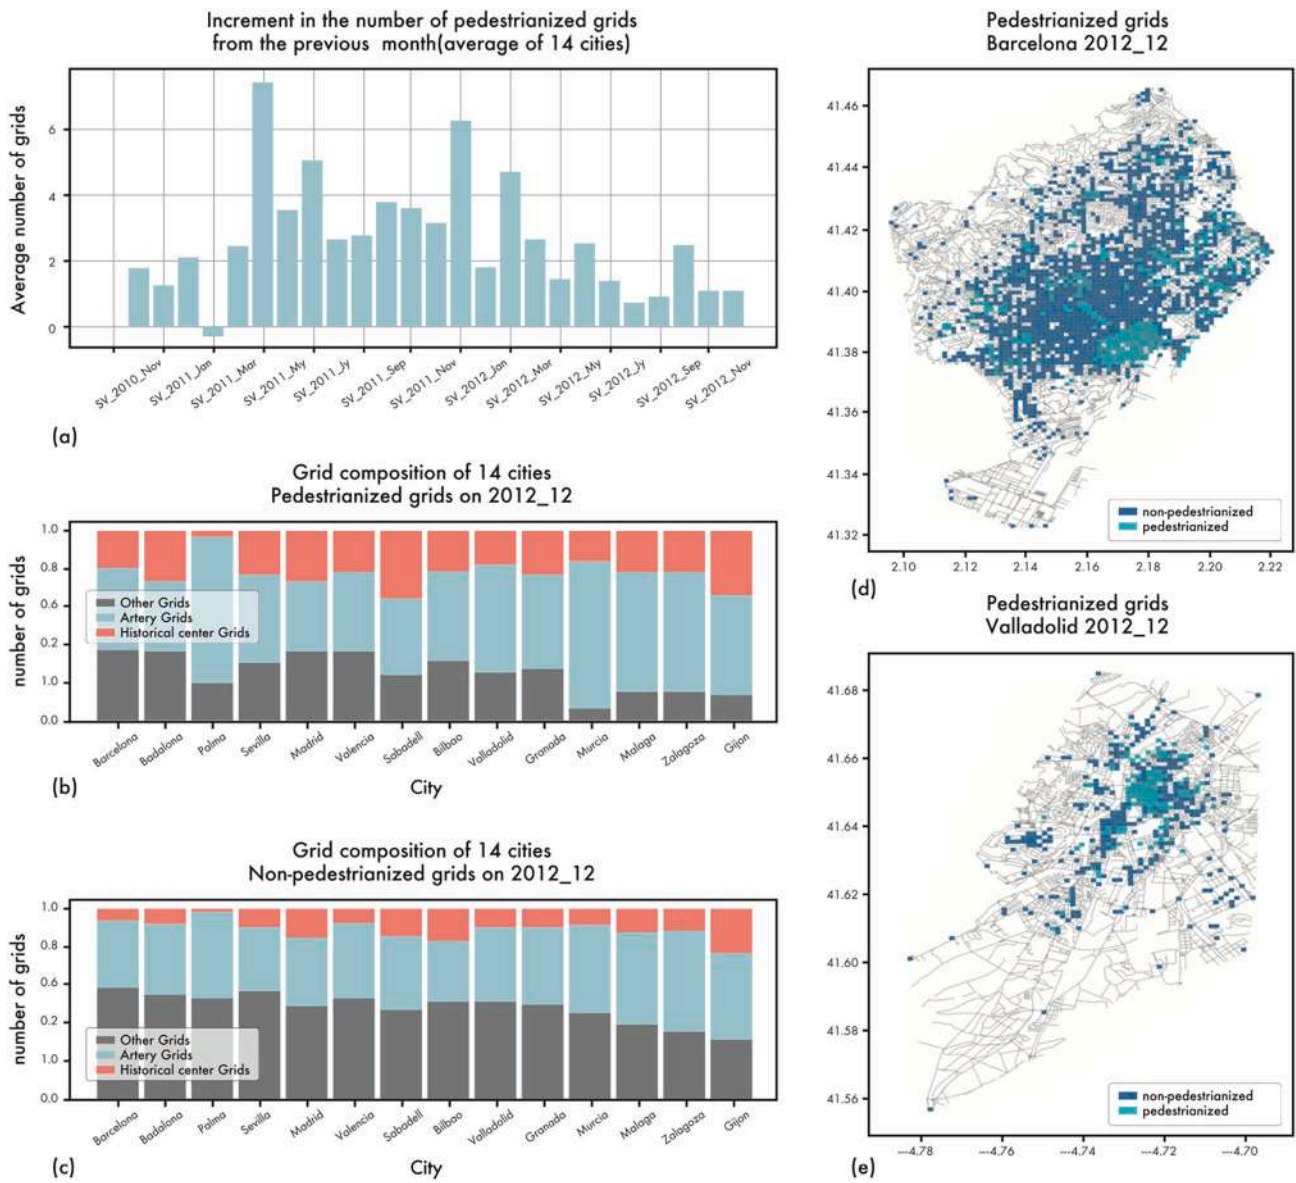 Increment in the number of pedestrianized grids
from the previous month(average of 14 cities)
Average number of grids
6
4
2
0
SV_2010_Nov
SV_2011_Jan
SV_2011_Mar
SV_2011_My
SV_2011_Jy
SV_2011_Sep
SV_2011_Nov
SV_2012_Jan
SV_2012_Mar
SV_2012_My
SV_2012_Jy
SV_2012_Sep
SV_2012_Nov
(a)
Grid composition of 14 cities
Pedestrianized grids on 2012_12
number of grids
1.0
0.8
0.6
0.2
1.0
0.0
Other Grids
Artery Grids
Historical center Grids
Barcelona
Badalona
Palma
Sevilla
Madrid
Valencia
Sabadell
Bilbao
Valladolid
Granada
Murcia
Malaga
Zalagoza
Gijon
(b)
City
Grid composition of 14 cities
Non-pedestrianized grids on 2012_12
number of grids
1.0
0.8
0.6
0.2
1.0
0.0
Other Grids
Artery Grids
Historical center Grids
Barcelona
Badalona
Palma
Sevilla
Madrid
Valencia
Sabadell
Bilbao
Valladolid
Granada
Murcia
Malaga
Zalagoza
Gijon
(c)
City
Pedestrianized grids
Barcelona 2012_12
41.46
41.44
41.42
41.40
41.38
41.36
41.34
41.32
non-pedestrianized
pedestrianized
2.10
2.12
2.14
2.16
2.18
2.20
2.22
(d)
Pedestrianized grids
Valladolid 2012_12
41.68
41.66
41.64
41.62
41.60
41.58
41.56
non-pedestrianized
pedestrianized
---4.78
---4.76
---4.74
---4.72
---4.70
(e)